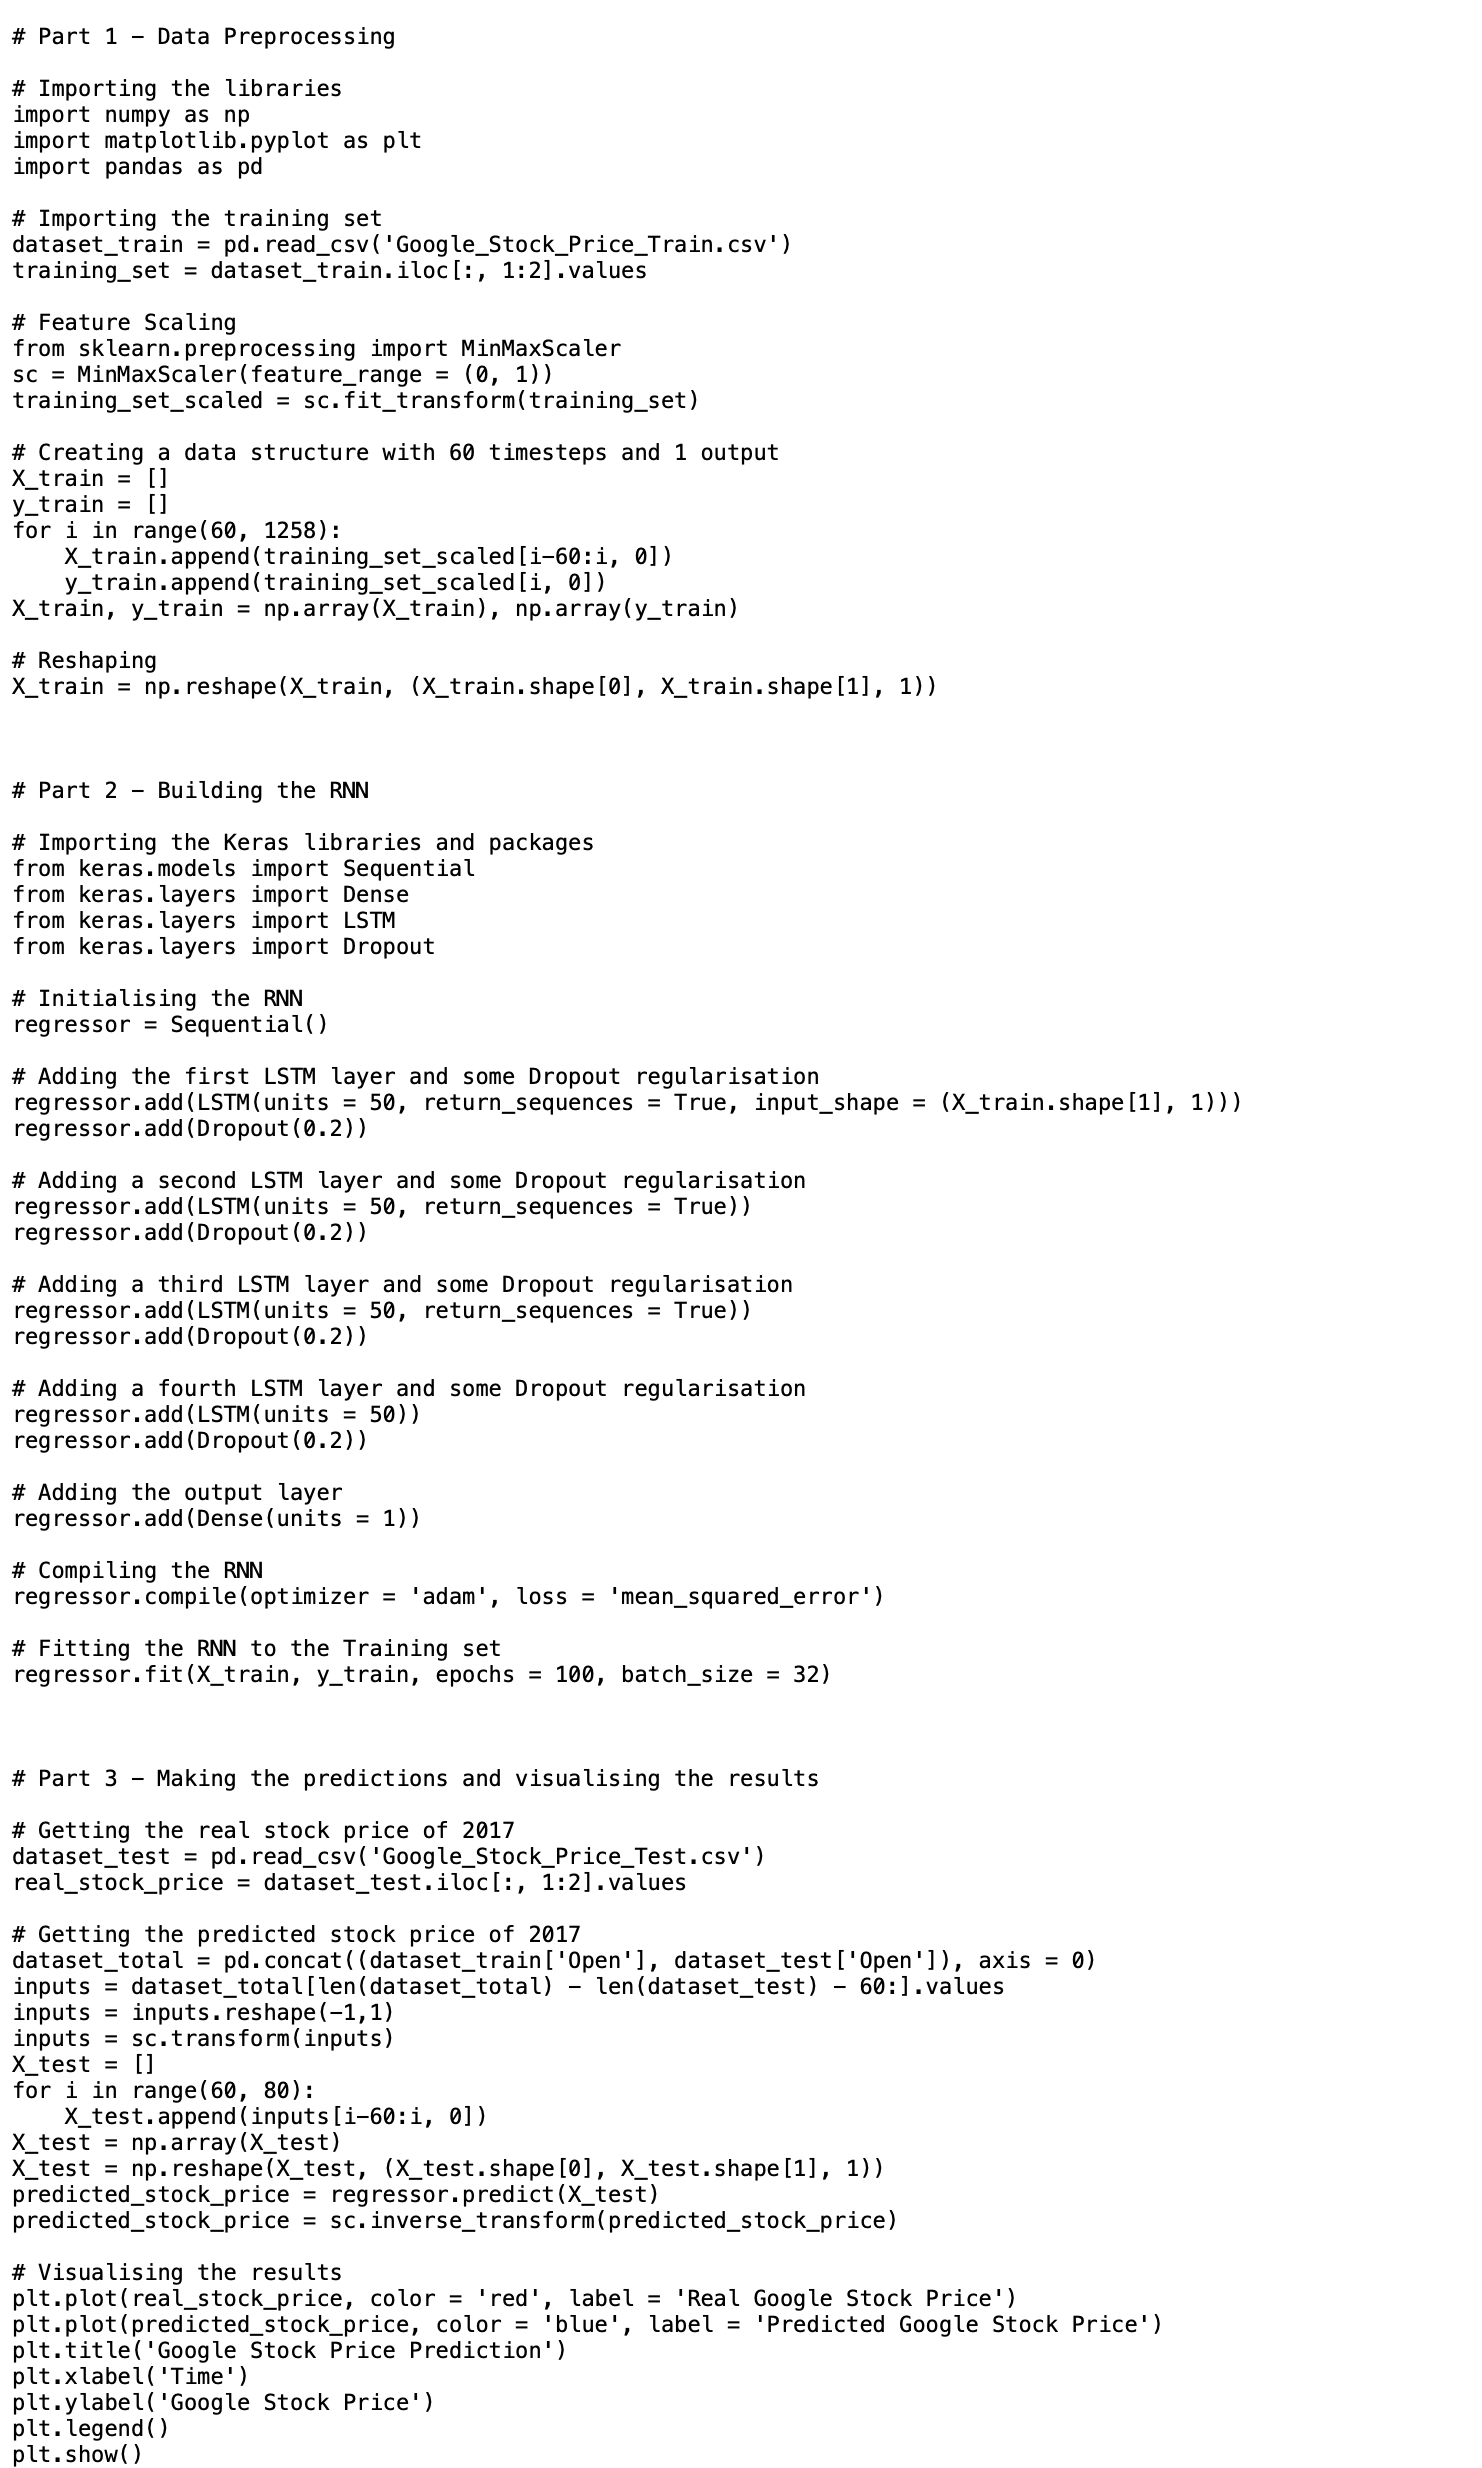 # Part 1 - Data Preprocessing

# Importing the libraries
import numpy as np
import matplotlib.pyplot as plt
import pandas as pd

# Importing the training set
dataset_train = pd.read_csv('Google_Stock_Price_Train.csv')
training_set = dataset_train.iloc[:, 1:2].values

# Feature Scaling
from sklearn.preprocessing import MinMaxScaler
sc = MinMaxScaler(feature_range = (0, 1))
training_set_scaled = sc.fit_transform(training_set)

# Creating a data structure with 60 timesteps and 1 output
X_train = []
y_train = []
for i in range(60, 1258):
    X_train.append(training_set_scaled[i-60:i, 0])
    y_train.append(training_set_scaled[i, 0])
X_train, y_train = np.array(X_train), np.array(y_train)

# Reshaping
X_train = np.reshape(X_train, (X_train.shape[0], X_train.shape[1], 1))

# Part 2 - Building the RNN

# Importing the Keras libraries and packages
from keras.models import Sequential
from keras.layers import Dense
from keras.layers import LSTM
from keras.layers import Dropout

# Initialising the RNN
regressor = Sequential()

# Adding the first LSTM layer and some Dropout regularisation
regressor.add(LSTM(units = 50, return_sequences = True, input_shape = (X_train.shape[1], 1)))
regressor.add(Dropout(0.2))

# Adding a second LSTM layer and some Dropout regularisation
regressor.add(LSTM(units = 50, return_sequences = True))
regressor.add(Dropout(0.2))

# Adding a third LSTM layer and some Dropout regularisation
regressor.add(LSTM(units = 50, return_sequences = True))
regressor.add(Dropout(0.2))

# Adding a fourth LSTM layer and some Dropout regularisation
regressor.add(LSTM(units = 50))
regressor.add(Dropout(0.2))

# Adding the output layer
regressor.add(Dense(units = 1))

# Compiling the RNN
regressor.compile(optimizer = 'adam', loss = 'mean_squared_error')

# Fitting the RNN to the Training set
regressor.fit(X_train, y_train, epochs = 100, batch_size = 32)

# Part 3 - Making the predictions and visualising the results

# Getting the real stock price of 2017
dataset_test = pd.read_csv('Google_Stock_Price_Test.csv')
real_stock_price = dataset_test.iloc[:, 1:2].values

# Getting the predicted stock price of 2017
dataset_total = pd.concat((dataset_train['Open'], dataset_test['Open']), axis = 0)
inputs = dataset_total[len(dataset_total) - len(dataset_test) - 60:].values
inputs = inputs.reshape(-1,1)
inputs = sc.transform(inputs)
X_test = []
for i in range(60, 80):
    X_test.append(inputs[i-60:i, 0])
X_test = np.array(X_test)
X_test = np.reshape(X_test, (X_test.shape[0], X_test.shape[1], 1))
predicted_stock_price = regressor.predict(X_test)
predicted_stock_price = sc.inverse_transform(predicted_stock_price)

# Visualising the results
plt.plot(real_stock_price, color = 'red', label = 'Real Google Stock Price')
plt.plot(predicted_stock_price, color = 'blue', label = 'Predicted Google Stock Price')
plt.title('Google Stock Price Prediction')
plt.xlabel('Time')
plt.ylabel('Google Stock Price')
plt.legend()
plt.show()